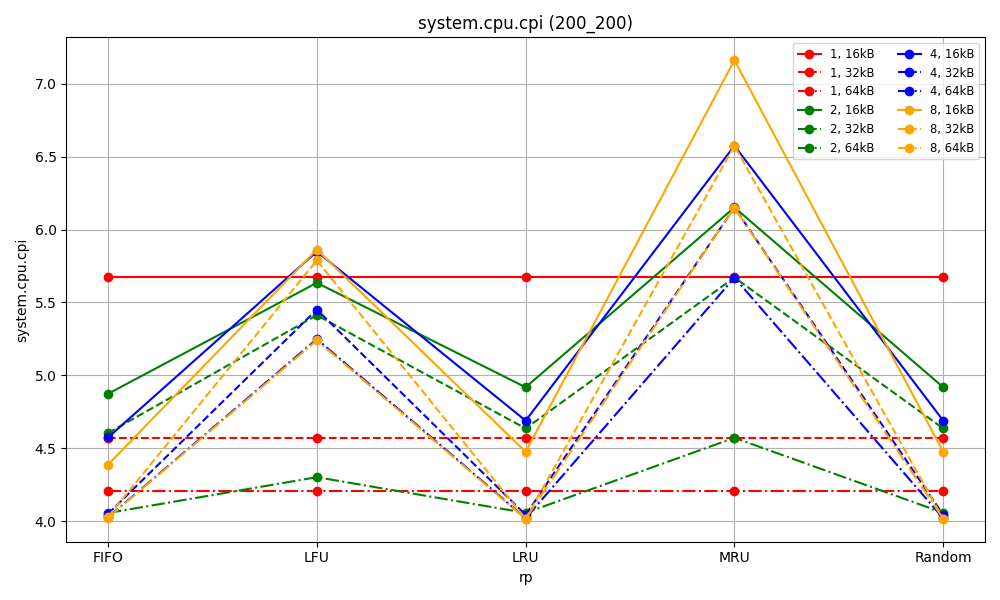 system.cpu.cpi (200_200)
1, 16kB
1, 32kB
1, 64kB
2, 16kB
2, 32kB
2, 64kB
4, 16kB
4, 32kB
4, 64kB
8, 16kB
8, 32kB
8, 64kB
system.cpu.cpi
7.0
6.5
6.0
5.5
5.0
4.5
4.0
FIFO LFU LRU MRU Random
rp